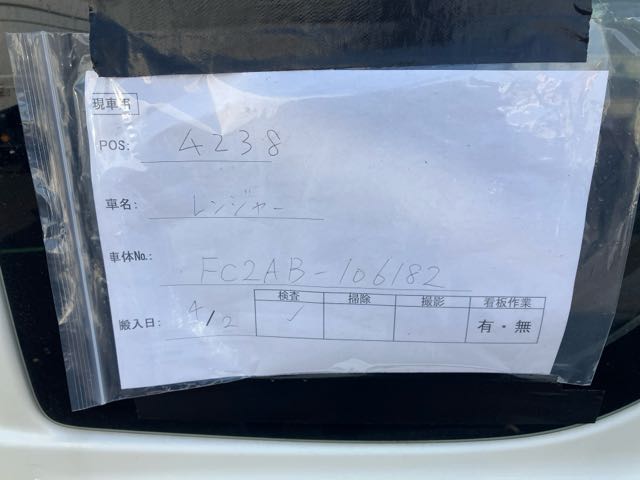 現車書
POS: 4238
車名: レンジャー
車体No.: FC2AB-106182
検査 掃除 撮影 看板作業
搬入日: 4/2 ✓ 有・無